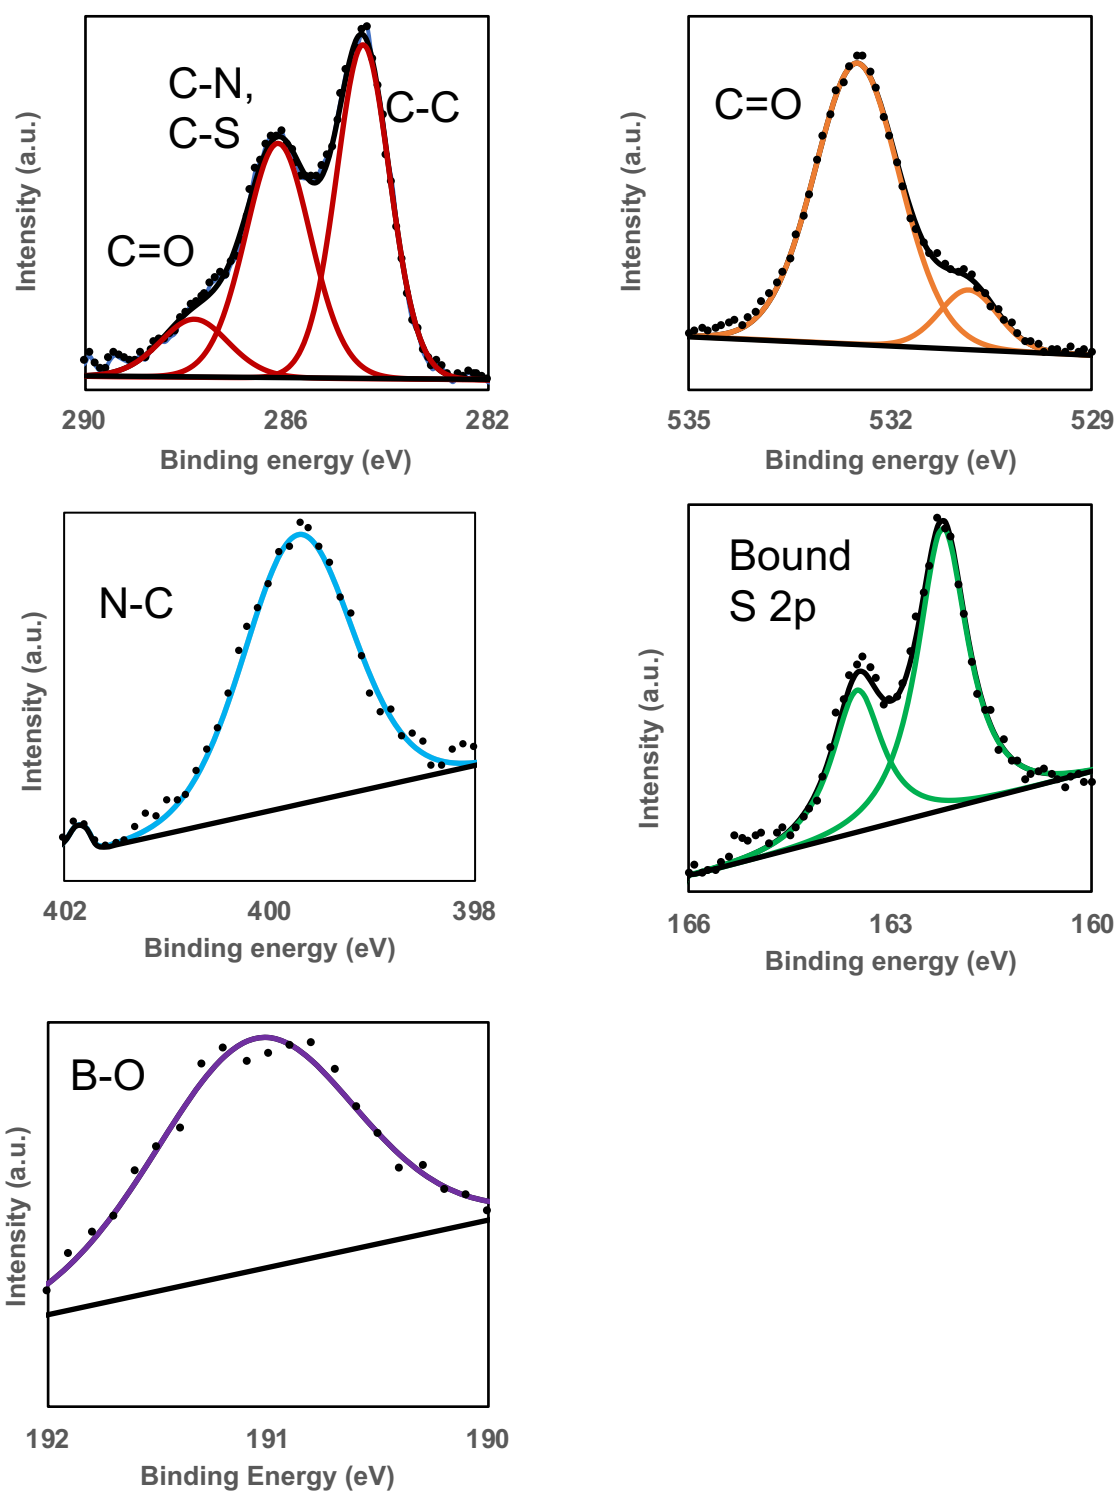 C-N,
C-S
C-C
C=O
Intensity (a.u.)
290 286 282
Binding energy (eV)
C=O
Intensity (a.u.)
535 532 529
Binding energy (eV)
N-C
Intensity (a.u.)
402 400 398
Binding energy (eV)
Bound
S 2p
Intensity (a.u.)
166 163 160
Binding energy (eV)
B-O
Intensity (a.u.)
192 191 190
Binding Energy (eV)